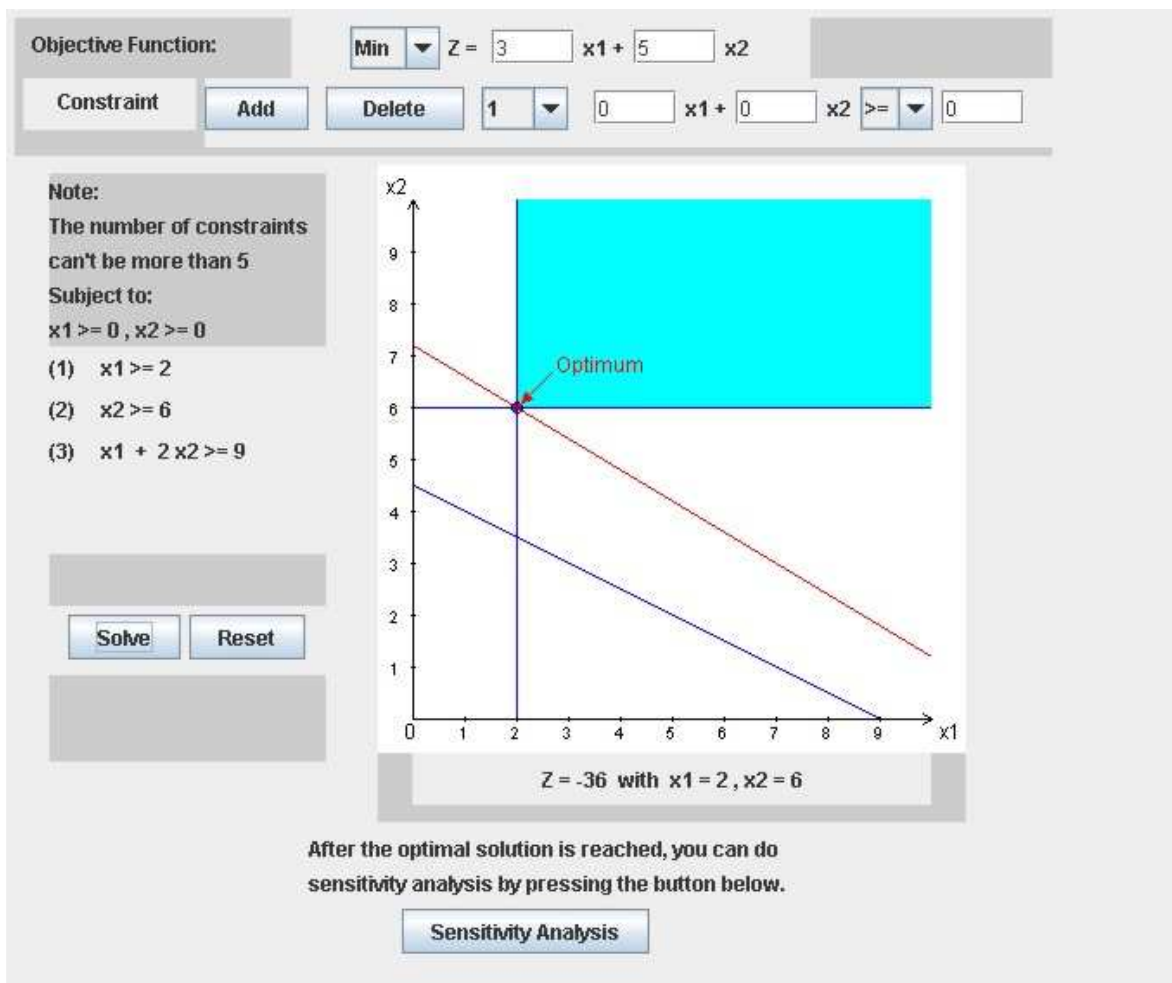 Objective Function: Min Z = 3 x1 + 5 x2
Constraint Add Delete 1 0 x1 + 0 x2 >= 0
Note:
The number of constraints
can't be more than 5
Subject to:
x1 >= 0 , x2 >= 0
(1) x1 >= 2
(2) x2 >= 6
(3) x1 + 2 x2 >= 9
Solve Reset
x2
9
8
7
Optimum
6
5
4
3
2
1
0 1 2 3 4 5 6 7 8 9 x1
Z = -36 with x1 = 2 , x2 = 6
After the optimal solution is reached, you can do
sensitivity analysis by pressing the button below.
Sensitivity Analysis